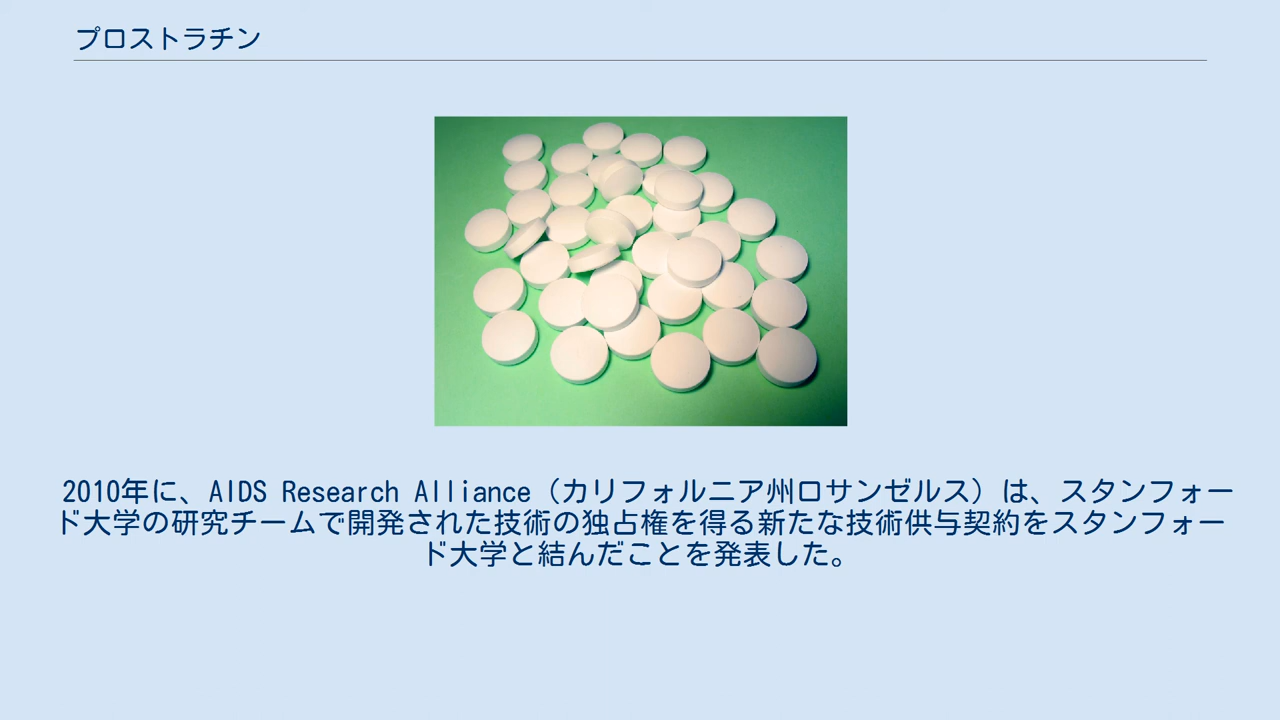 プロストラチン
2010年に、AIDS Research Alliance（カリフォルニア州ロサンゼルス）は、スタンフォー
ド大学の研究チームで開発された技術の独占権を得る新たな技術供与契約をスタンフォー
ド大学と結んだことを発表した。